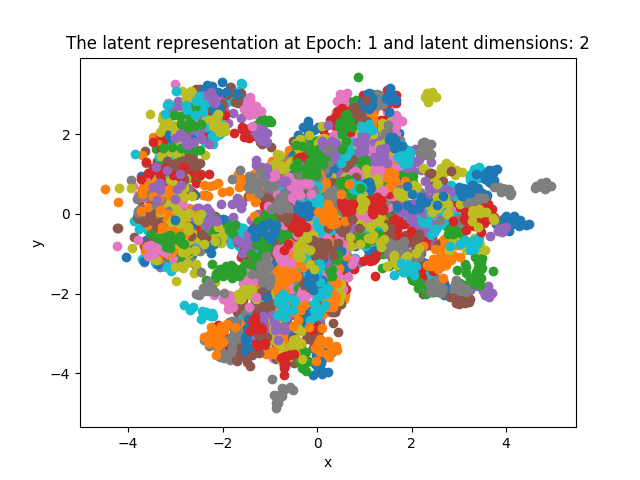 The latent representation at Epoch: 1 and latent dimensions: 2
2
0
−2
−4
y
−4 −2 0 2 4
x